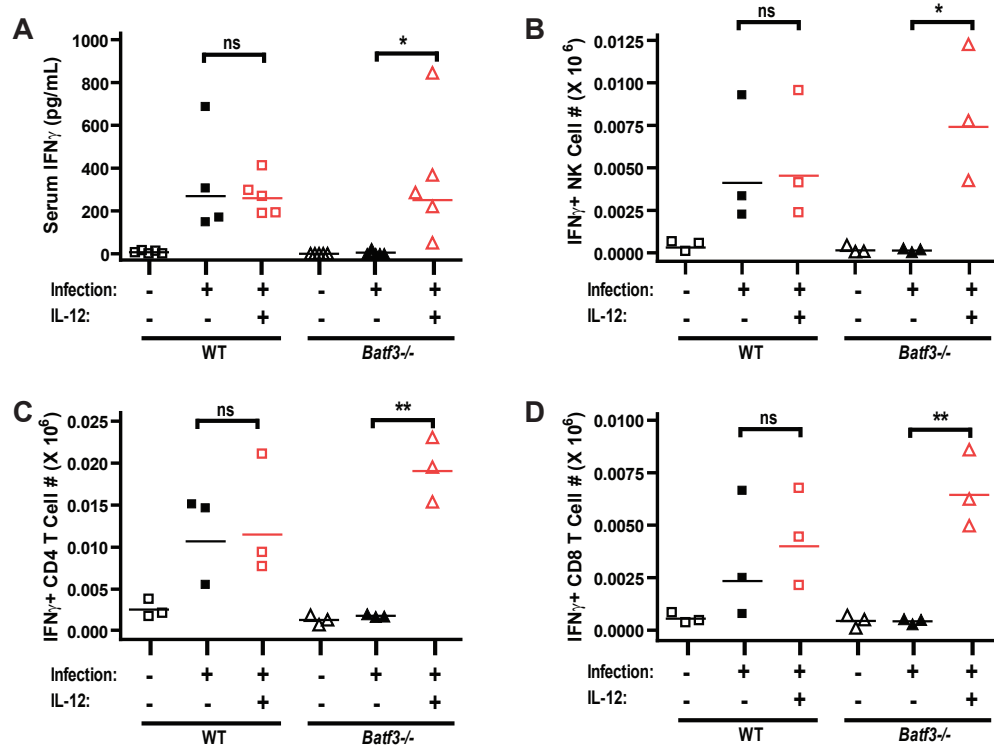 A
Serum IFNγ (pg/mL)
1000
800
600
400
200
0
ns
*
Infection: - + + - + +
IL-12: - - + - - +
WT Batf3-/-
B
IFNγ+ NK Cell # (X 10 6)
0.0125
0.0100
0.0075
0.0050
0.0025
0.0000
ns
*
Infection: - + + - + +
IL-12: - - + - - +
WT Batf3-/-
C
IFNγ+ CD4 T Cell # (X 10⁶)
0.025
0.020
0.015
0.010
0.005
0.000
ns
**
Infection: - + + - + +
IL-12: - - + - - +
WT Batf3-/-
D
IFNγ+ CD8 T Cell # (X 10⁶)
0.0100
0.0075
0.0050
0.0025
0.0000
ns
**
Infection: - + + - + +
IL-12: - - + - - +
WT Batf3-/-